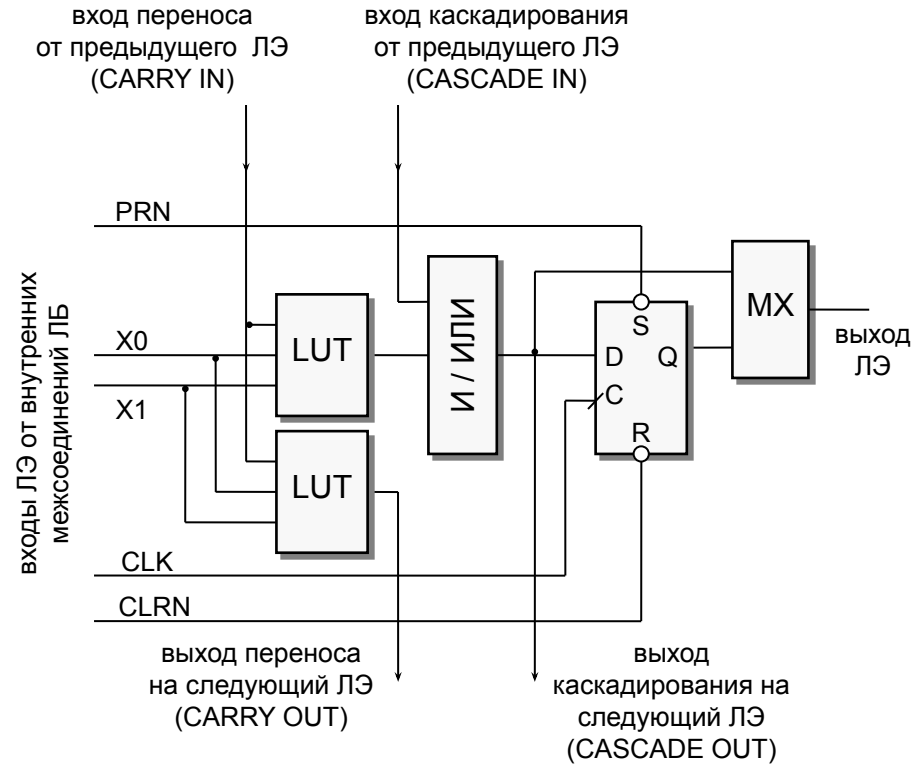 вход переноса
от предыдущего ЛЭ
(CARRY IN)
вход каскадирования
от предыдущего ЛЭ
(CASCADE IN)
PRN
входы ЛЭ от внутренних
межсоединений ЛБ
X0
X1
LUT
LUT
И / ИЛИ
S
D
Q
C
R
MX
выход
ЛЭ
CLK
CLRN
выход переноса
на следующий ЛЭ
(CARRY OUT)
выход
каскадирования на
следующий ЛЭ
(CASCADE OUT)